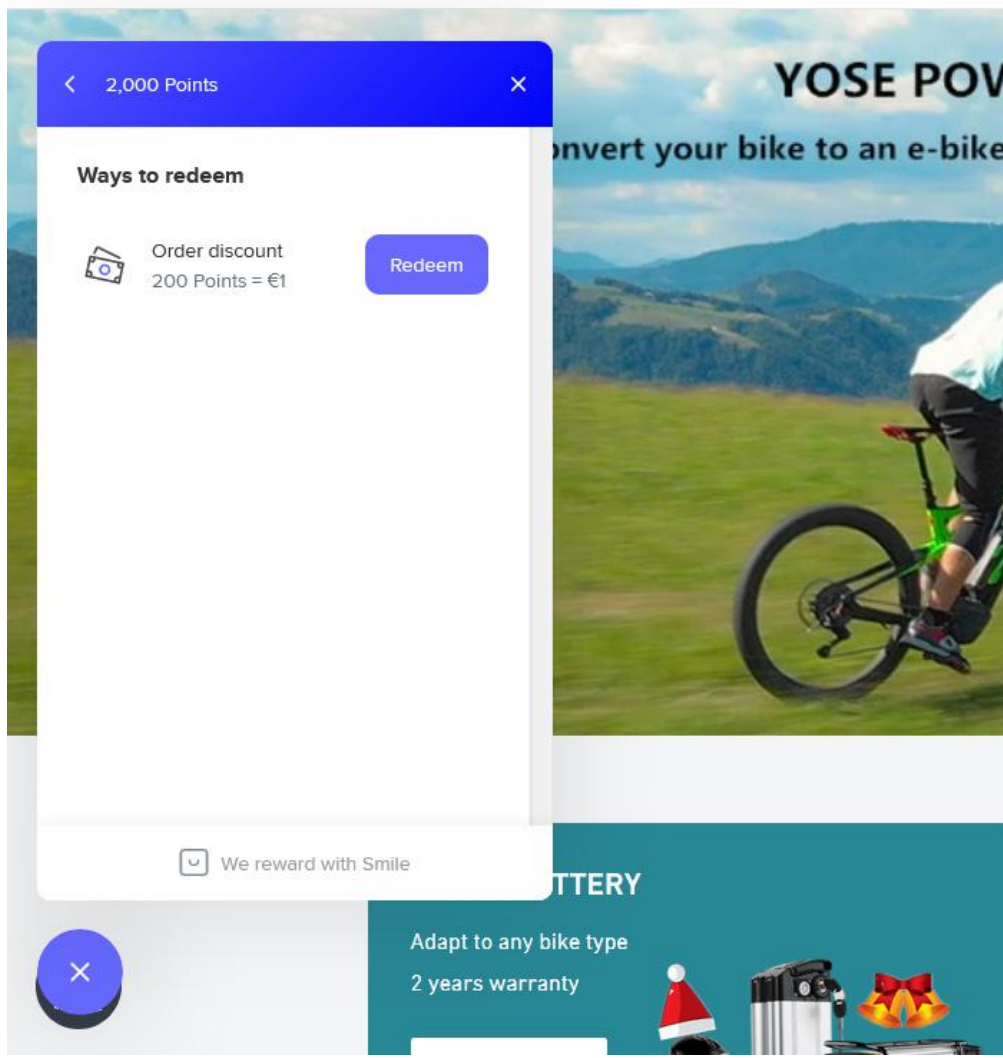 2,000 Points
YOSE POW
onvert your bike to an e-bike
Ways to redeem
Order discount
200 Points = €1
Redeem
We reward with Smile
TTERY
Adapt to any bike type
2 years warranty